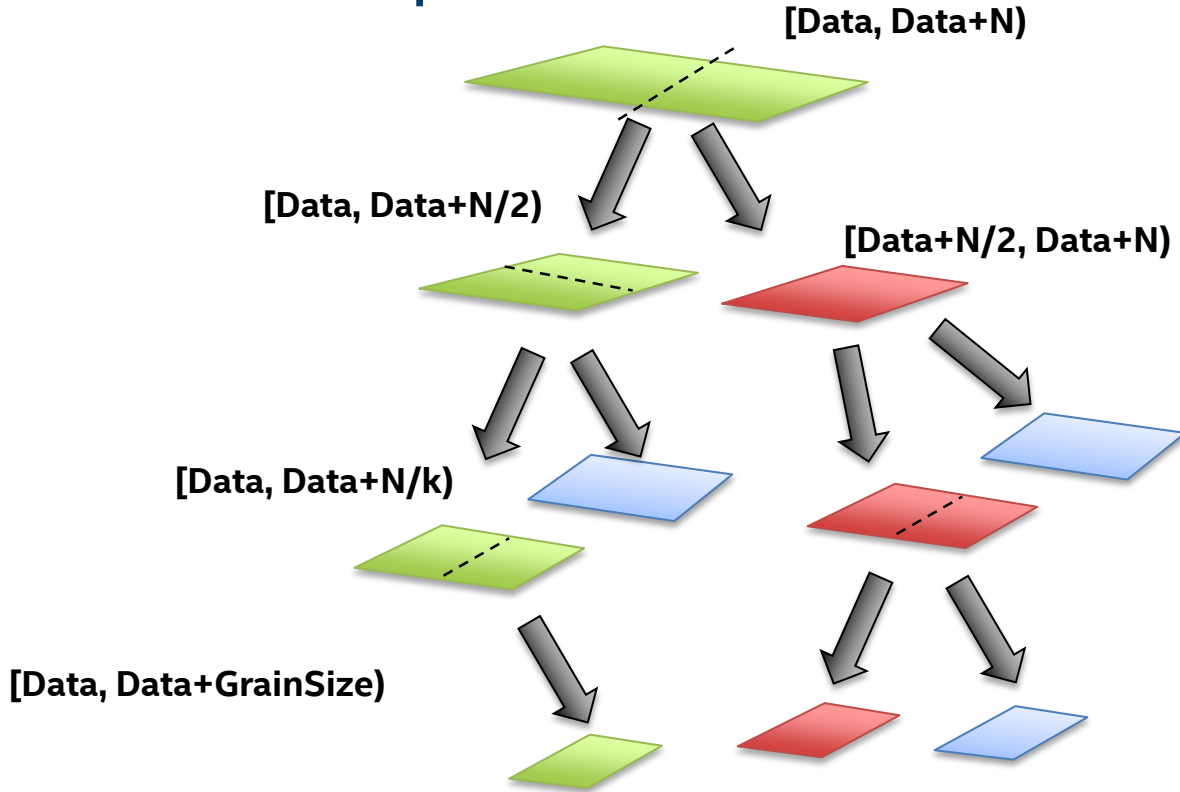 [Data, Data+N)
[Data, Data+N/2)
[Data+N/2, Data+N)
[Data, Data+N/k)
[Data, Data+GrainSize)